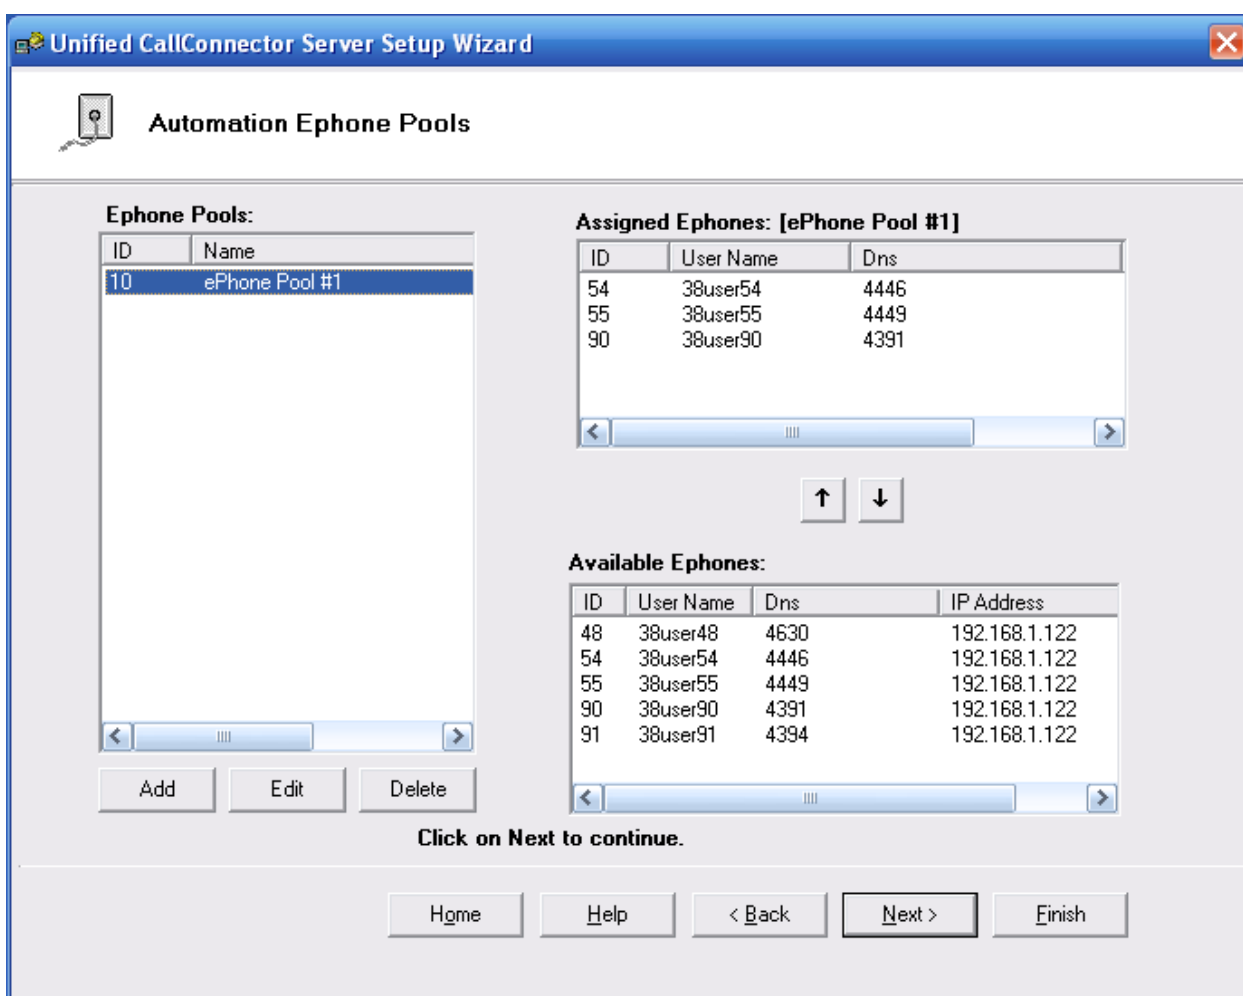 Unified CallConnector Server Setup Wizard
Automation Ephone Pools
Ephone Pools:
ID Name
10 ePhone Pool #1
Add Edit Delete
Assigned Ephones: [ePhone Pool #1]
ID User Name Dns
54 38user54 4446
55 38user55 4449
90 38user90 4391
Available Ephones:
ID User Name Dns IP Address
48 38user48 4630 192.168.1.122
54 38user54 4446 192.168.1.122
55 38user55 4449 192.168.1.122
90 38user90 4391 192.168.1.122
91 38user91 4394 192.168.1.122
Click on Next to continue.
Home Help < Back Next > Finish